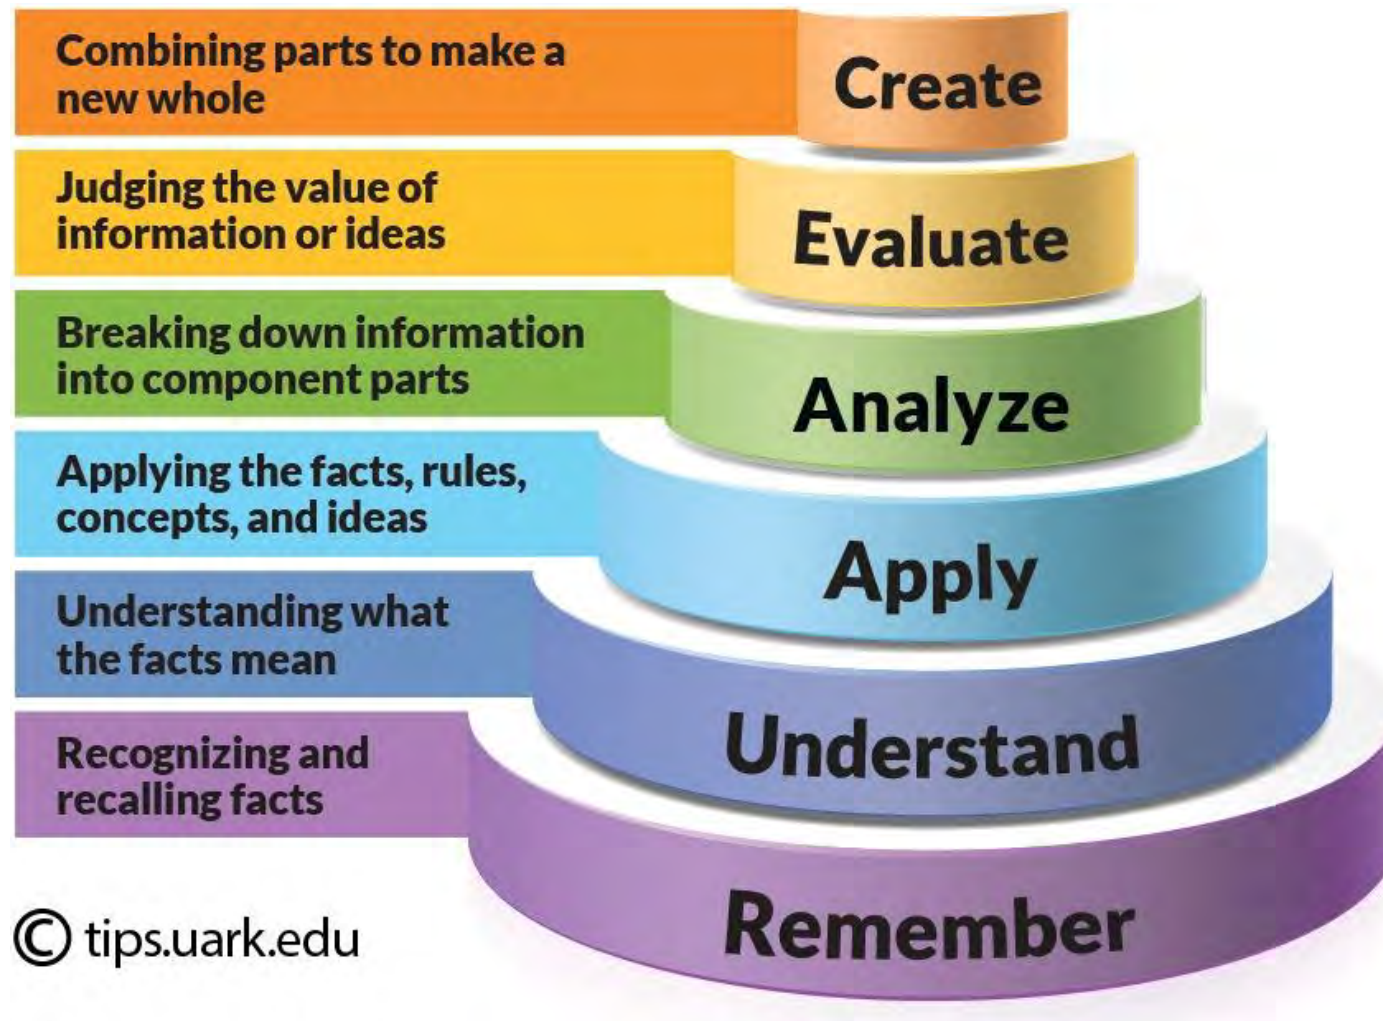 Combining parts to make a
new whole
Create
Judging the value of
information or ideas
Evaluate
Breaking down information
into component parts
Analyze
Applying the facts, rules,
concepts, and ideas
Apply
Understanding what
the facts mean
Understand
Recognizing and
recalling facts
Remember
© tips.uark.edu